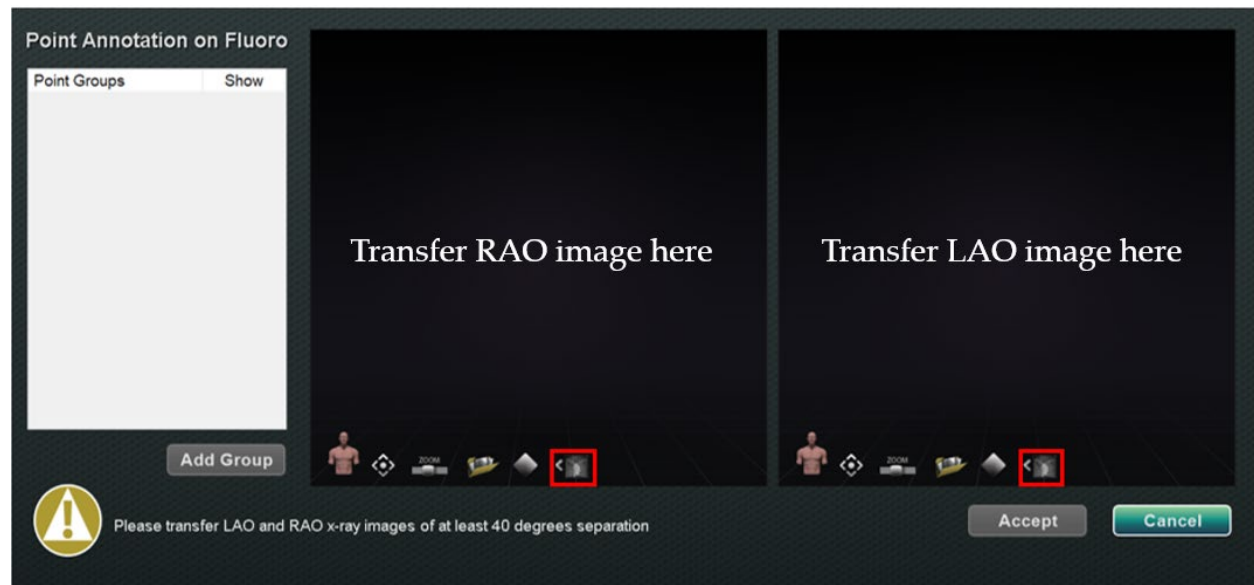 Point Annotation on Fluoro
Point Groups Show
Transfer RAO image here
Transfer LAO image here
Add Group
ZOOM
ZOOM
Please transfer LAO and RAO x-ray images of at least 40 degrees separation
Accept
Cancel